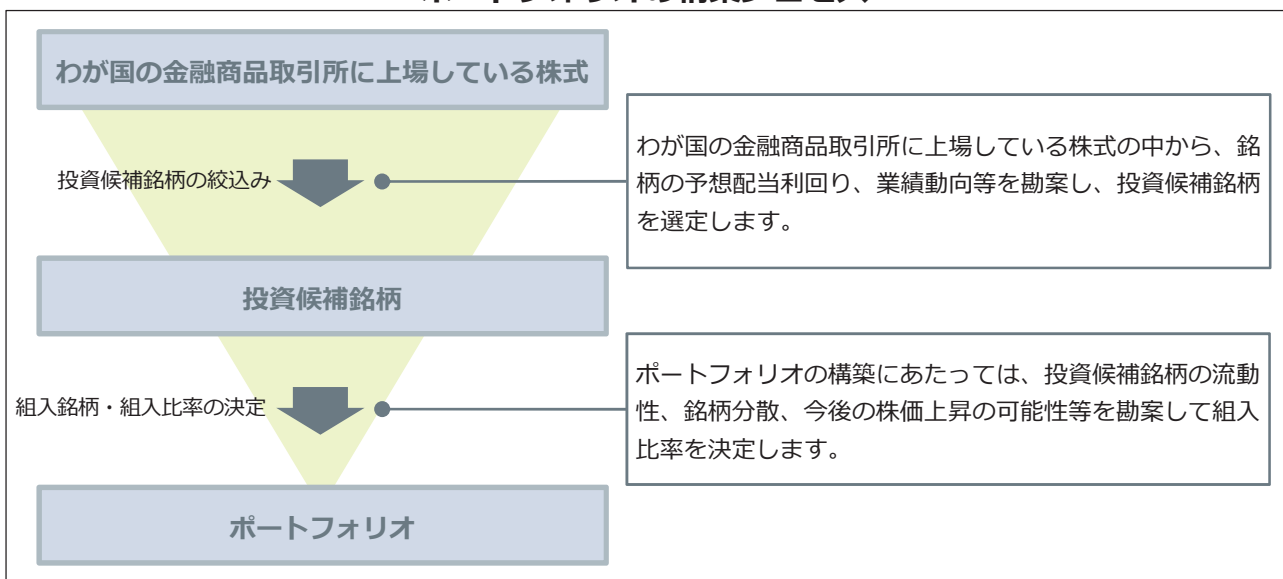 わが国の金融商品取引所に上場している株式
投資候補銘柄の絞込み
わが国の金融商品取引所に上場している株式の中から、銘
柄の予想配当利回り、業績動向等を勘案し、投資候補銘柄
を選定します。
投資候補銘柄
組入銘柄・組入比率の決定
ポートフォリオの構築にあたっては、投資候補銘柄の流動
性、銘柄分散、今後の株価上昇の可能性等を勘案して組入
比率を決定します。
ポートフォリオ